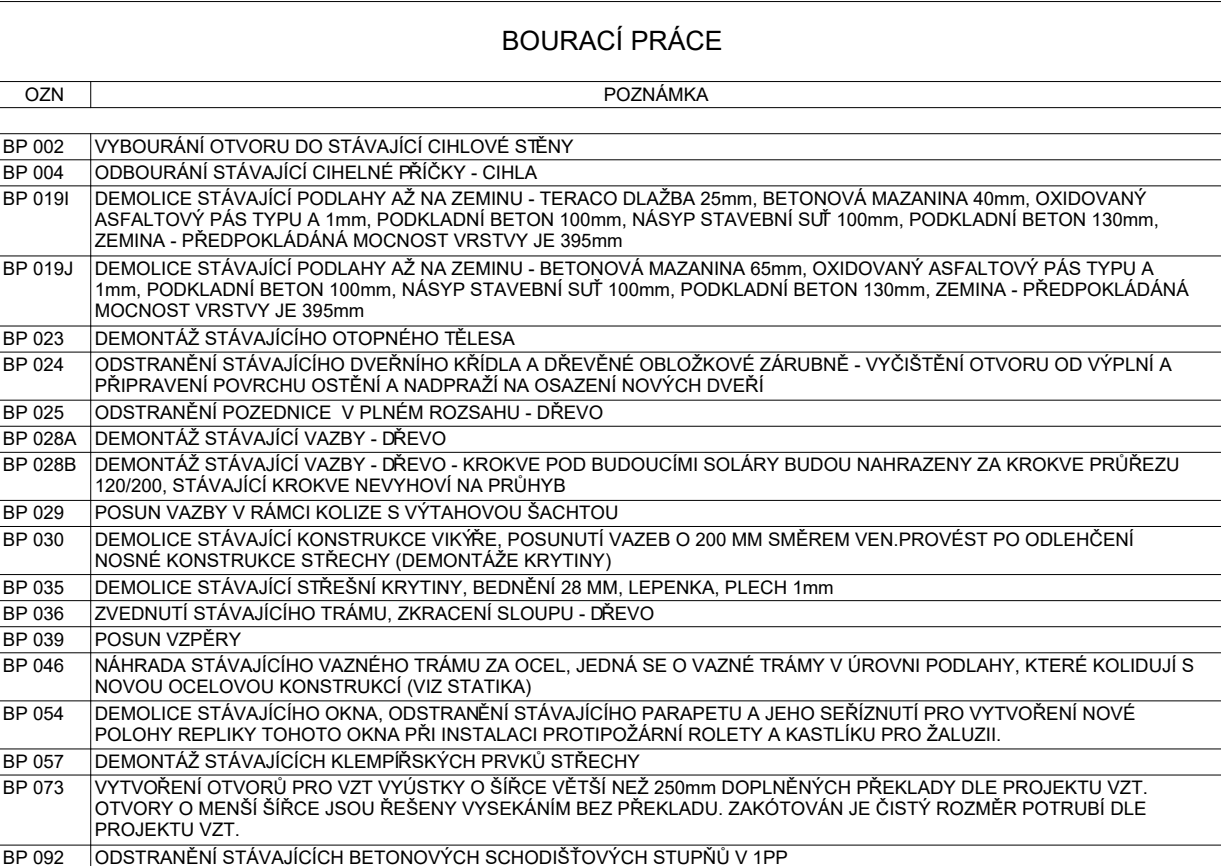 BOURACÍ PRÁCE
OZN POZNÁMKA
BP 002 VYBOURÁNÍ OTVORU DO STÁVAJÍCÍ CIHLOVÉ STĚNY
BP 004 ODBOURÁNÍ STÁVAJÍCÍ CIHELNÉ PŘÍČKY - CIHLA
BP 019I DEMOLICE STÁVAJÍCÍ PODLAHY AŽ NA ZEMINU - TERACO DLAŽBA 25mm, BETONOVÁ MAZANINA 40mm, OXIDOVANÝ
ASFALTOVÝ PÁS TYPU A 1mm, PODKLADNÍ BETON 100mm, NÁSYP STAVEBNÍ SUŤ 100mm, PODKLADNÍ BETON 130mm,
ZEMINA - PŘEDPOKLÁDÁNÁ MOCNOST VRSTVY JE 395mm
BP 019J DEMOLICE STÁVAJÍCÍ PODLAHY AŽ NA ZEMINU - BETONOVÁ MAZANINA 65mm, OXIDOVANÝ ASFALTOVÝ PÁS TYPU A
1mm, PODKLADNÍ BETON 100mm, NÁSYP STAVEBNÍ SUŤ 100mm, PODKLADNÍ BETON 130mm, ZEMINA - PŘEDPOKLÁDÁNÁ
MOCNOST VRSTVY JE 395mm
BP 023 DEMONTÁŽ STÁVAJÍCÍHO OTOPNÉHO TĚLESA
BP 024 ODSTRANĚNÍ STÁVAJÍCÍHO DVEŘNÍHO KŘÍDLA A DŘEVĚNÉ OBLOŽKOVÉ ZÁRUBNĚ - VYČIŠTĚNÍ OTVORU OD VÝPLNÍ A
PŘIPRAVENÍ POVRCHU OSTĚNÍ A NADPRAŽÍ NA OSAZENÍ NOVÝCH DVEŘÍ
BP 025 ODSTRANĚNÍ POZEDNICE V PLNÉM ROZSAHU - DŘEVO
BP 028A DEMONTÁŽ STÁVAJÍCÍ VAZBY - DŘEVO
BP 028B DEMONTÁŽ STÁVAJÍCÍ VAZBY - DŘEVO - KROKVE POD BUDOUCÍMI SOLÁRY BUDOU NAHRAZENY ZA KROKVE PRŮŘEZU
120/200, STÁVAJÍCÍ KROKVE NEVYHOVÍ NA PRŮHYB
BP 029 POSUN VAZBY V RÁMCI KOLIZE S VÝTAHOVOU ŠACHTOU
BP 030 DEMOLICE STÁVAJÍCÍ KONSTRUKCE VIKÝŘE, POSUNUTÍ VAZEB O 200 MM SMĚREM VEN.PROVÉST PO ODLEHČENÍ
NOSNÉ KONSTRUKCE STŘECHY (DEMONTÁŽE KRYTINY)
BP 035 DEMOLICE STÁVAJÍCÍ STŘEŠNÍ KRYTINY, BEDNĚNÍ 28 MM, LEPENKA, PLECH 1mm
BP 036 ZVEDNUTÍ STÁVAJÍCÍHO TRÁMU, ZKRACENÍ SLOUPU - DŘEVO
BP 039 POSUN VZPĚRY
BP 046 NÁHRADA STÁVAJÍCÍHO VAZNÉHO TRÁMU ZA OCEL, JEDNÁ SE O VAZNÉ TRÁMY V ÚROVNI PODLAHY, KTERÉ KOLIDUJÍ S
NOVOU OCELOVOU KONSTRUKCÍ (VIZ STATIKA)
BP 054 DEMOLICE STÁVAJÍCÍHO OKNA, ODSTRANĚNÍ STÁVAJÍCÍHO PARAPETU A JEHO SEŘÍZNUTÍ PRO VYTVOŘENÍ NOVÉ
POLOHY REPLIKY TOHOTO OKNA PŘI INSTALACI PROTIPOŽÁRNÍ ROLETY A KASTLÍKU PRO ŽALUZII.
BP 057 DEMONTÁŽ STÁVAJÍCÍCH KLEMPÍŘSKÝCH PRVKŮ STŘECHY
BP 073 VYTVOŘENÍ OTVORŮ PRO VZT VYÚSTKY O ŠÍŘCE VĚTŠÍ NEŽ 250mm DOPLNĚNÝCH PŘEKLADY DLE PROJEKTU VZT.
OTVORY O MENŠÍ ŠÍŘCE JSOU ŘEŠENY VYSEKÁNÍM BEZ PŘEKLADU. ZAKÓTOVÁN JE ČISTÝ ROZMĚR POTRUBÍ DLE
PROJEKTU VZT.
BP 092 ODSTRANĚNÍ STÁVAJÍCÍCH BETONOVÝCH SCHODIŠŤOVÝCH STUPŇŮ V 1PP